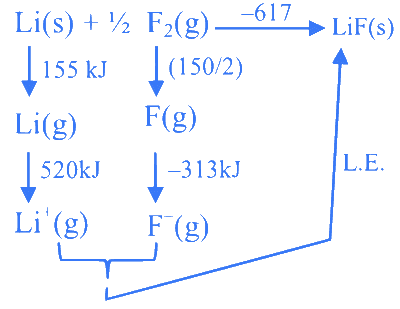 Li(s) + ½ F₂(g) –617 LiF(s)
155 kJ (150/2)
Li(g) F(g)
520kJ –313kJ L.E.
Li⁺(g) F⁻(g)